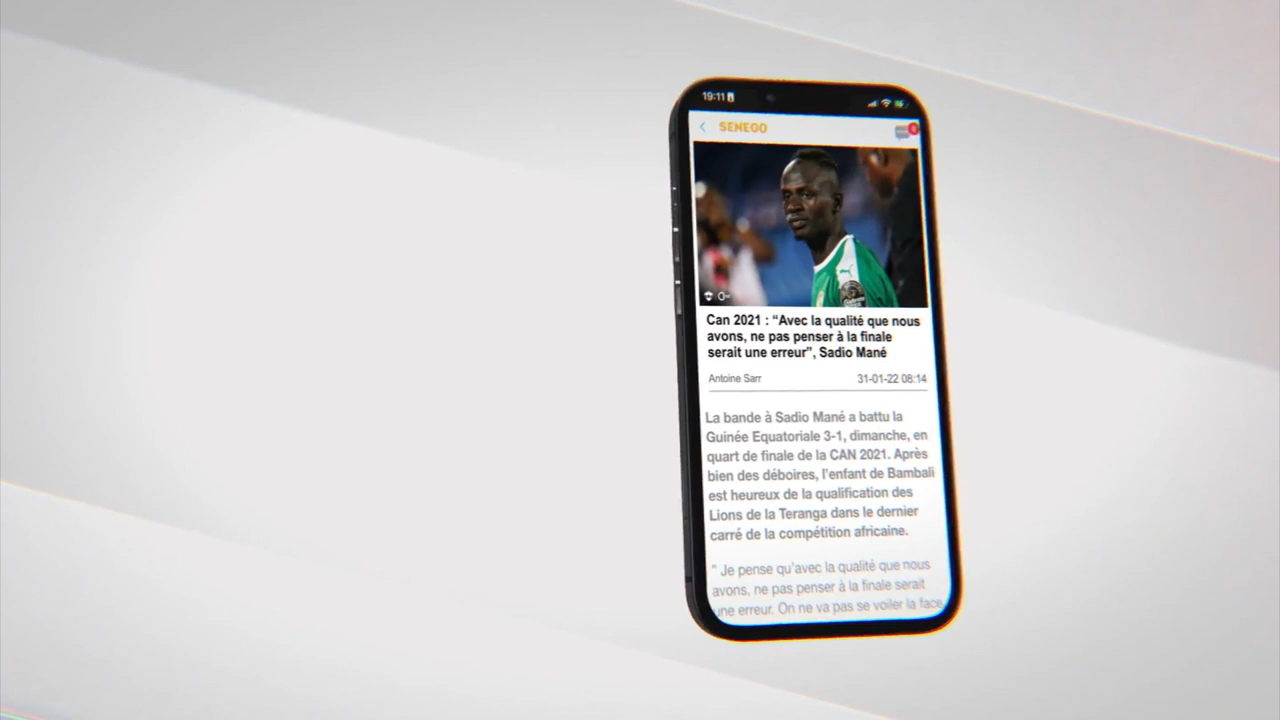 19:11
SENEGO
Can 2021 : “Avec la qualité que nous
avons, ne pas penser à la finale
serait une erreur”, Sadio Mané
Antoine Sarr 31-01-22 08:14
La bande à Sadio Mané a battu la
Guinée Equatoriale 3-1, dimanche, en
quart de finale de la CAN 2021. Après
bien des déboires, l'enfant de Bambali
est heureux de la qualification des
Lions de la Teranga dans le dernier
carré de la compétition africaine.
" Je pense qu'avec la qualité que nous
avons, ne pas penser à la finale serait
une erreur. On ne va pas se voiler la face